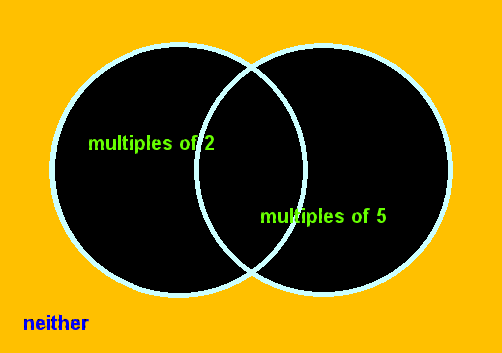 multiples of 2
multiples of 5
neither